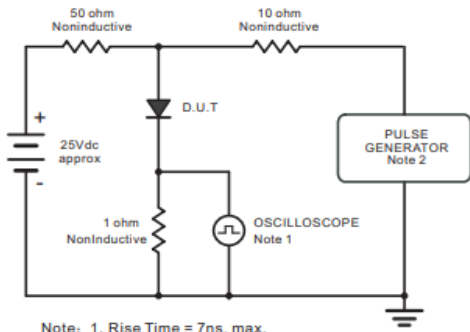 50 ohm
Noninductive
10 ohm
Noninductive
D.U.T
+
25Vdc
approx
-
PULSE
GENERATOR
Note 2
1 ohm
NonInductive
OSCILLOSCOPE
Note 1
Note: 1. Rise Time = 7ns, max.